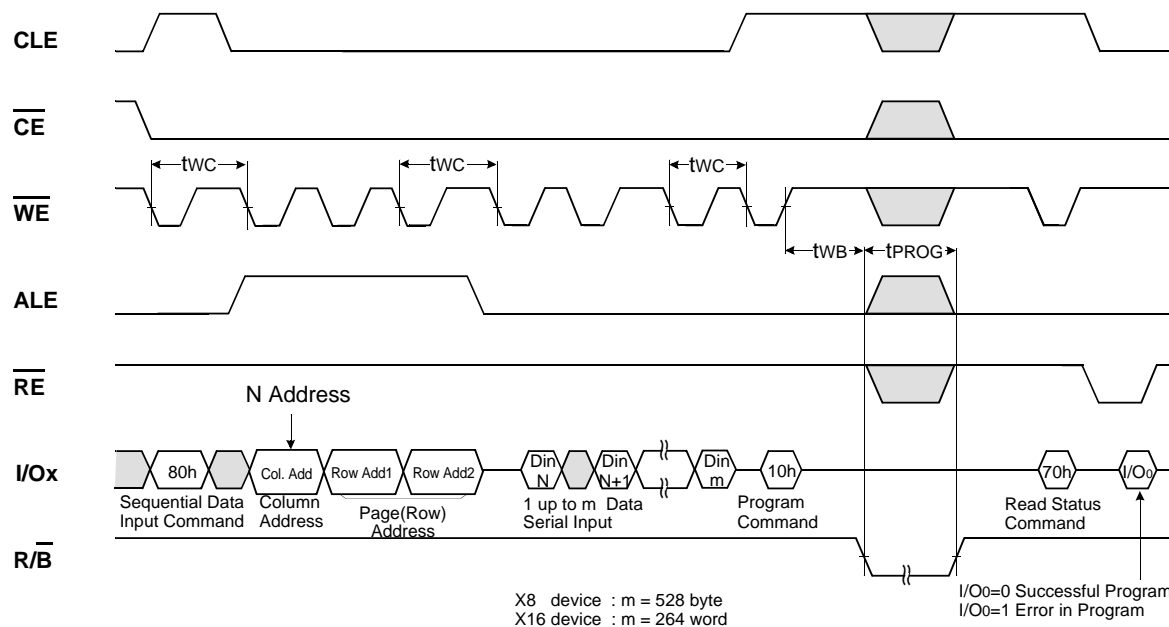 CLE
CE
tWC
tWC
tWC
WE
tWB
tPROG
ALE
RE
N Address
I/Ox
80h
Col. Add
Row Add1
Row Add2
Din
N
Din
N+1
Din
m
10h
70h
I/O0
Sequential Data
Input Command
Column
Address
Page(Row)
Address
1 up to m Data
Serial Input
Program
Command
Read Status
Command
R/B
X8 device : m = 528 byte
X16 device : m = 264 word
I/O0=0 Successful Program
I/O0=1 Error in Program